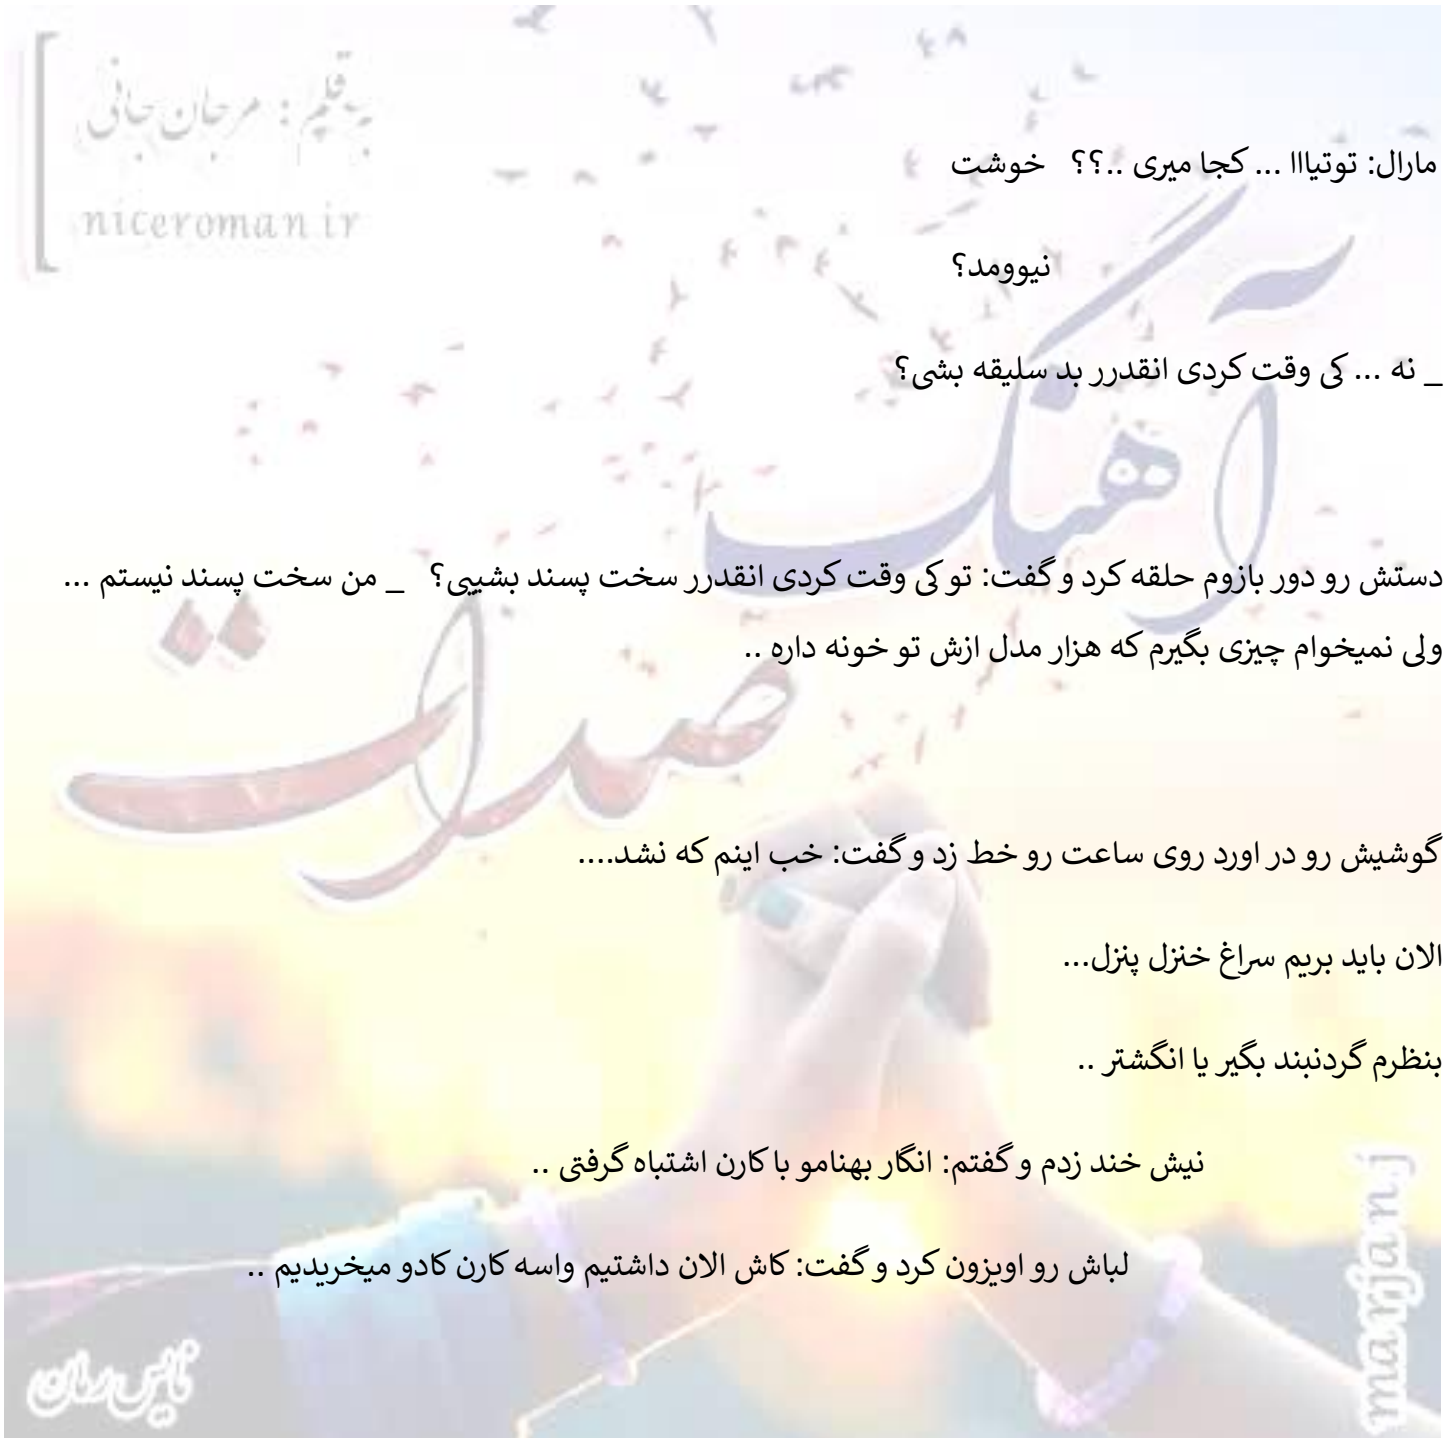 به قلم : مرجان جانی
niceroman.ir
مارال: توتیااا ... کجا میری ..؟؟ خوشت
نیوومد؟
_ نه ... کی وقت کردی انقدرر بد سلیقه بشی؟
آهنگ
دستش رو دور بازوم حلقه کرد و گفت: تو کی وقت کردی انقدرر سخت پسند بشیی؟ _ من سخت پسند نیستم ...
ولی نمیخوام چیزی بگیرم که هزار مدل ازش تو خونه داره ..
صدات
گوشیش رو در اورد روی ساعت رو خط زد و گفت: خب اینم که نشد....
الان باید بریم سراغ خنزل پنزل...
بنظرم گردنبند بگیر یا انگشتر ..
نیش خند زدم و گفتم: انگار بهنامو با کارن اشتباه گرفتی ..
لباش رو اویزون کرد و گفت: کاش الان داشتیم واسه کارن کادو میخریدیم ..
marjan.j
نایس رمان